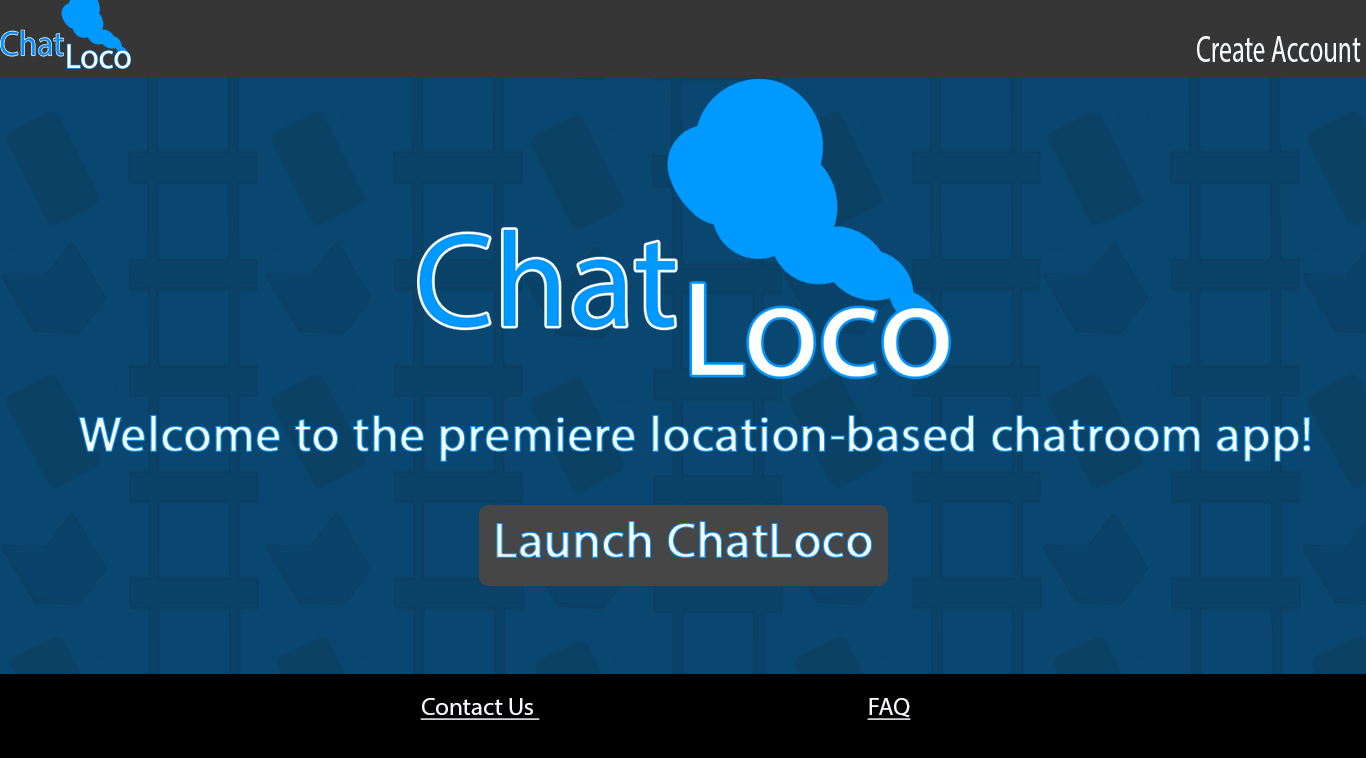 Chat
Loco
Create Account
Chat
Loco
Welcome to the premiere location-based chatroom app!
Launch ChatLoco
Contact Us
FAQ